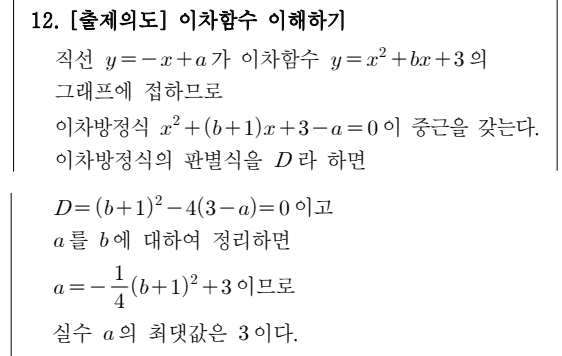 12. [출제의도] 이차함수 이해하기
직선 y=-x+a가 이차함수 y=x²+bx+3의
그래프에 접하므로
이차방정식 x²+(b+1)x+3-a=0이 중근을 갖는다.
이차방정식의 판별식을 D라 하면
D=(b+1)²-4(3-a)=0이고
a를 b에 대하여 정리하면
a=-1/4(b+1)²+3이므로
실수 a의 최댓값은 3이다.